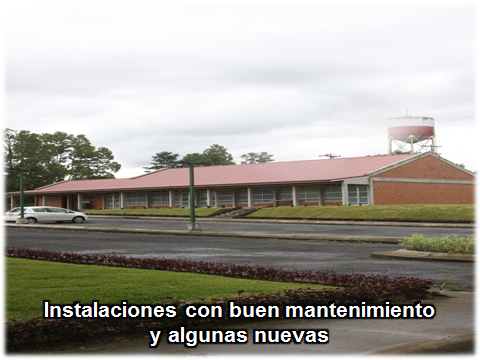 Instalaciones con buen mantenimiento
y algunas nuevas